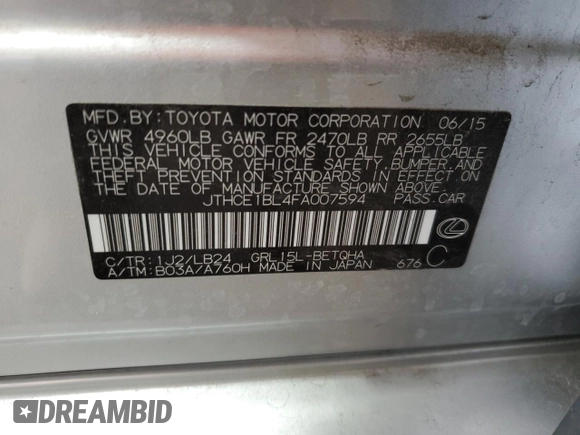 MFD. BY: TOYOTA MOTOR CORPORATION 06/15
GVWR 4960LB GAWR FR 2470LB RR 2655LB
THIS VEHICLE CONFORMS TO ALL APPLICABLE
FEDERAL MOTOR VEHICLE SAFETY, BUMPER, AND
THEFT PREVENTION STANDARDS IN EFFECT ON
THE DATE OF MANUFACTURE SHOWN ABOVE.
JTHCE1BL4FA007594 PASS.CAR
C/TR: 1J2/LB24 GRL15L-BETQHA
A/TM: B03A/A760H MADE IN JAPAN 676 C
DREAMBID